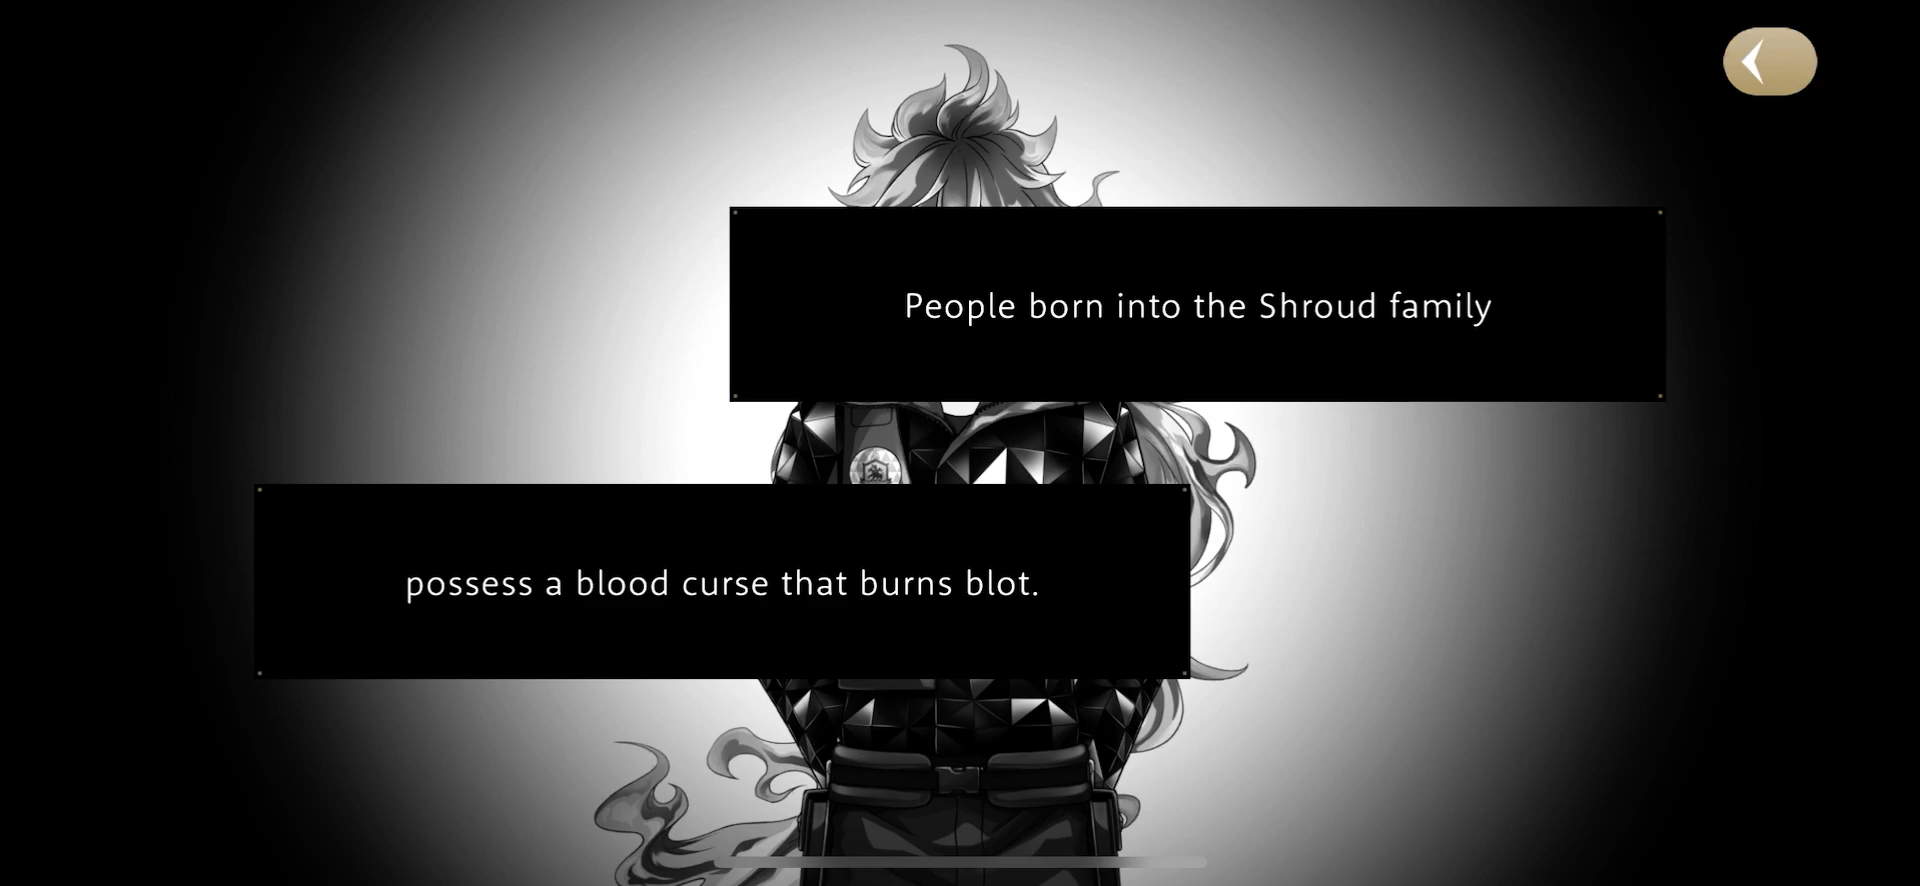 People born into the Shroud family
possess a blood curse that burns blot.